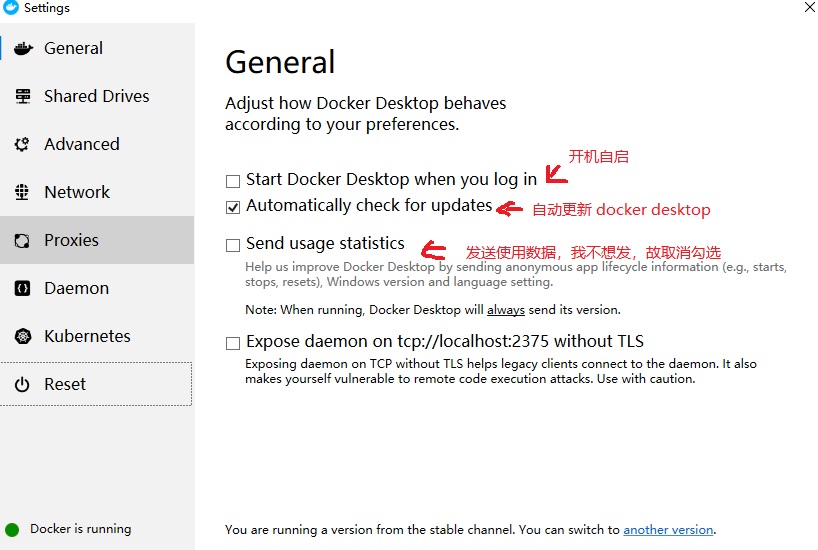 Settings
General
Shared Drives
Advanced
Network
Proxies
Daemon
Kubernetes
Reset
Docker is running
General
Adjust how Docker Desktop behaves
according to your preferences.
开机自启
Start Docker Desktop when you log in
Automatically check for updates
自动更新 docker desktop
Send usage statistics
发送使用数据，我不想发，故取消勾选
Help us improve Docker Desktop by sending anonymous app lifecycle information (e.g., starts,
stops, resets), Windows version and language setting.
Note: When running, Docker Desktop will always send its version.
Expose daemon on tcp://localhost:2375 without TLS
Exposing daemon on TCP without TLS helps legacy clients connect to the daemon. It also
makes yourself vulnerable to remote code execution attacks. Use with caution.
You are running a version from the stable channel. You can switch to another version.